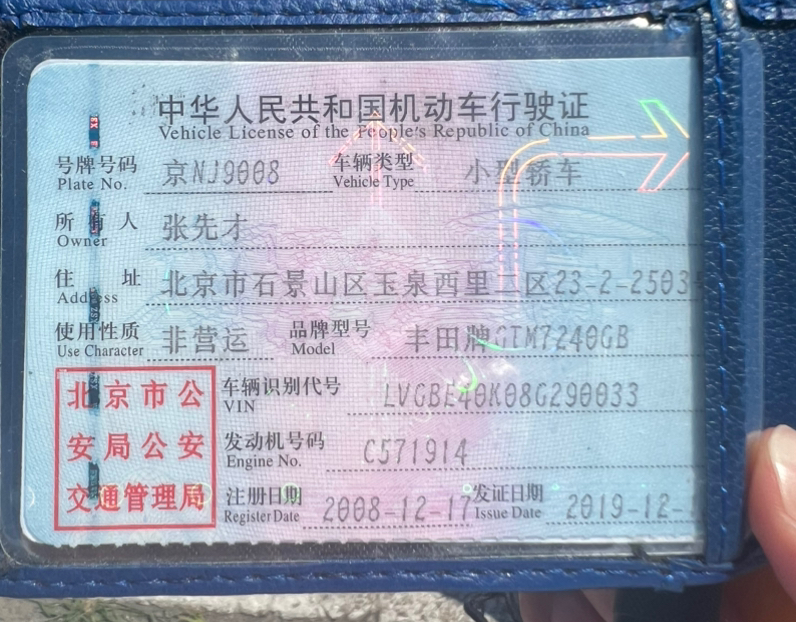 中华人民共和国机动车行驶证
Vehicle License of the People's Republic of China
号牌号码 京NJ9008 车辆类型 小型轿车
Plate No. Vehicle Type
所有人 张先才
Owner
住址 北京市石景山区玉泉西里二区23-2-2503
Address
使用性质 非营运 品牌型号 丰田牌GTM7240GB
Use Character Model
北京市公安局公安交通管理局
车辆识别代号 LVGBE40K08G290033
VIN
发动机号码 C571914
Engine No.
注册日期 2008-12-17 发证日期 2019-12-
Register Date Issue Date